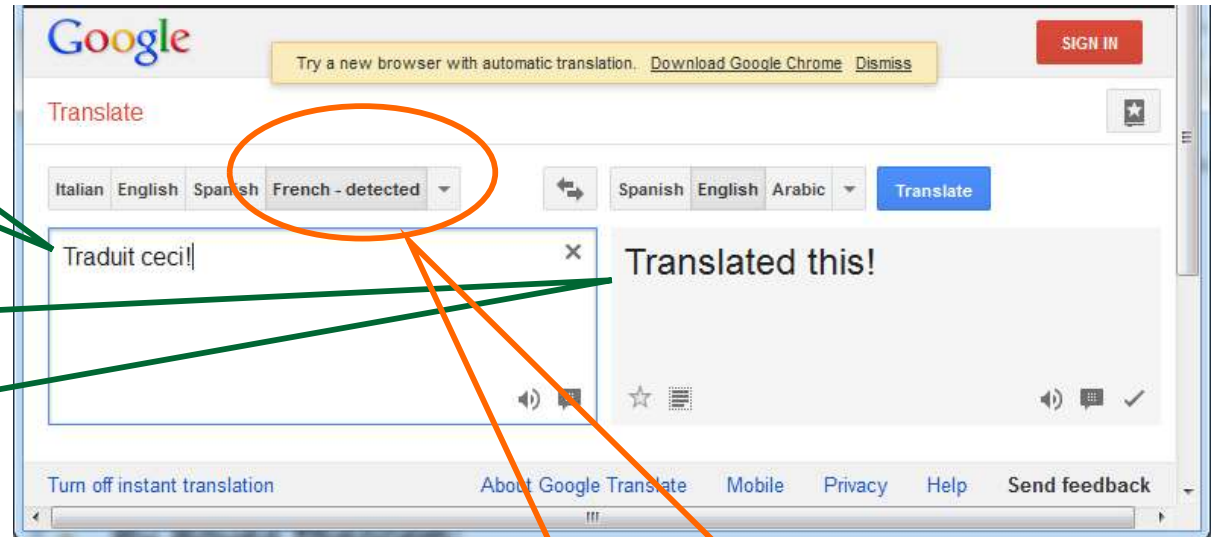 Google
SIGN IN
Try a new browser with automatic translation. Download Google Chrome Dismiss
Translate
Italian English Spanish French - detected Spanish English Arabic Translate
Traduit ceci! Translated this!
Turn off instant translation About Google Translate Mobile Privacy Help Send feedback